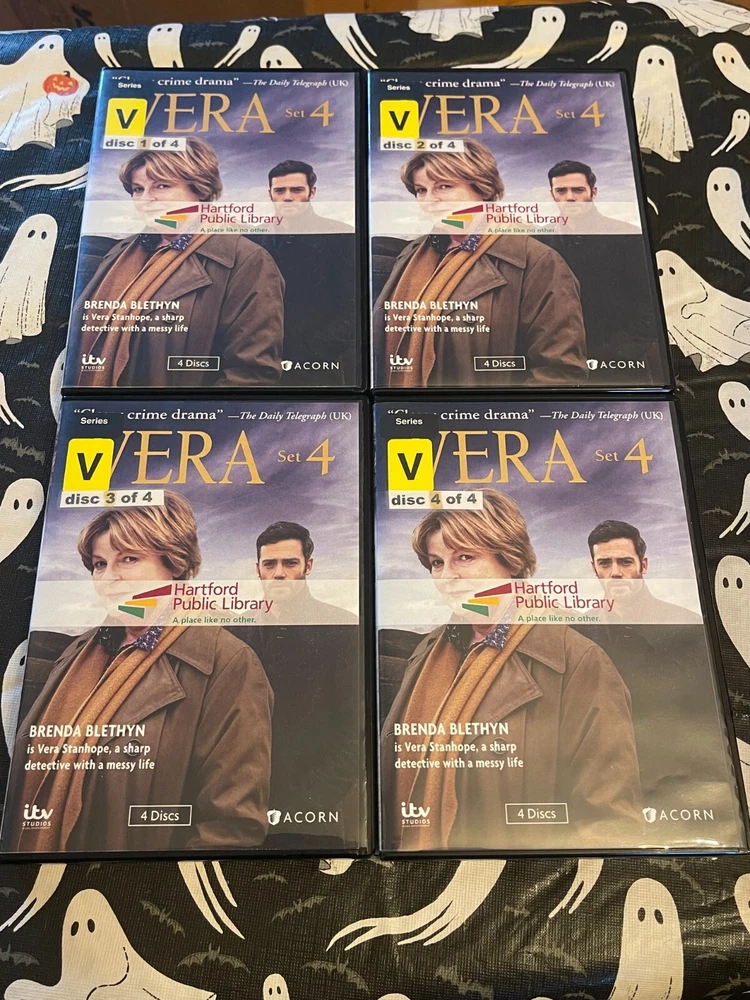 crime drama” —The Daily Telegraph (UK)
Series
V
VERA Set 4
disc 1 of 4
Hartford
Public Library
A place like no other.
BRENDA BLETHYN
is Vera Stanhope, a sharp
detective with a messy life
itv
STUDIOS
4 Discs
ACORN
crime drama” —The Daily Telegraph (UK)
Series
V
VERA Set 4
disc 2 of 4
Hartford
Public Library
A place like no other.
BRENDA BLETHYN
is Vera Stanhope, a sharp
detective with a messy life
itv
STUDIOS
4 Discs
ACORN
crime drama” —The Daily Telegraph (UK)
Series
V
VERA Set 4
disc 3 of 4
Hartford
Public Library
A place like no other.
BRENDA BLETHYN
is Vera Stanhope, a sharp
detective with a messy life
itv
STUDIOS
4 Discs
ACORN
crime drama” —The Daily Telegraph (UK)
Series
V
VERA Set 4
disc 4 of 4
Hartford
Public Library
A place like no other.
BRENDA BLETHYN
is Vera Stanhope, a sharp
detective with a messy life
itv
STUDIOS
4 Discs
ACORN